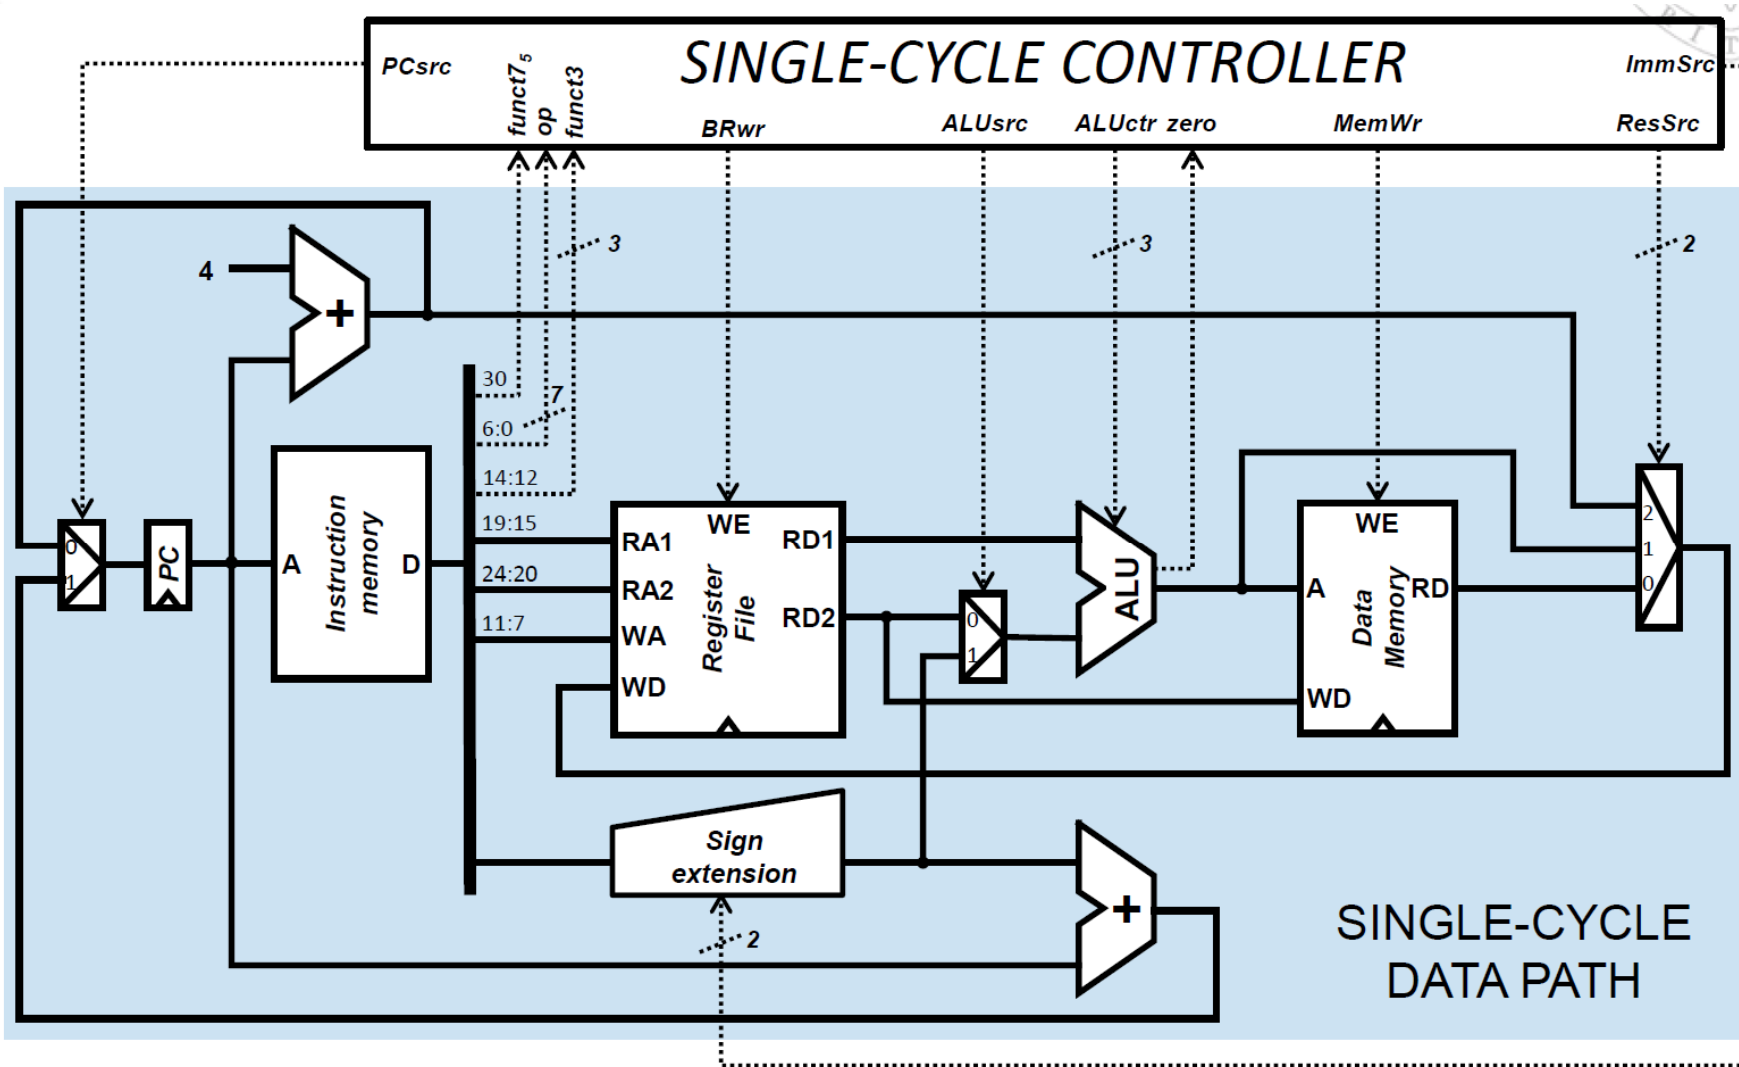 SINGLE-CYCLE CONTROLLER
PCsrc
funct7₅
op
funct3
BRwr
ALUsrc
ALUctr
zero
MemWr
ImmSrc
ResSrc
3
3
2
4
+
30
7
6:0
14:12
19:15
24:20
11:7
0
1
PC
A
Instruction memory
D
WE
RA1
RA2
WA
WD
Register File
RD1
RD2
0
1
ALU
WE
A
Data Memory
RD
WD
2
1
0
Sign
extension
2
+
SINGLE-CYCLE
DATA PATH